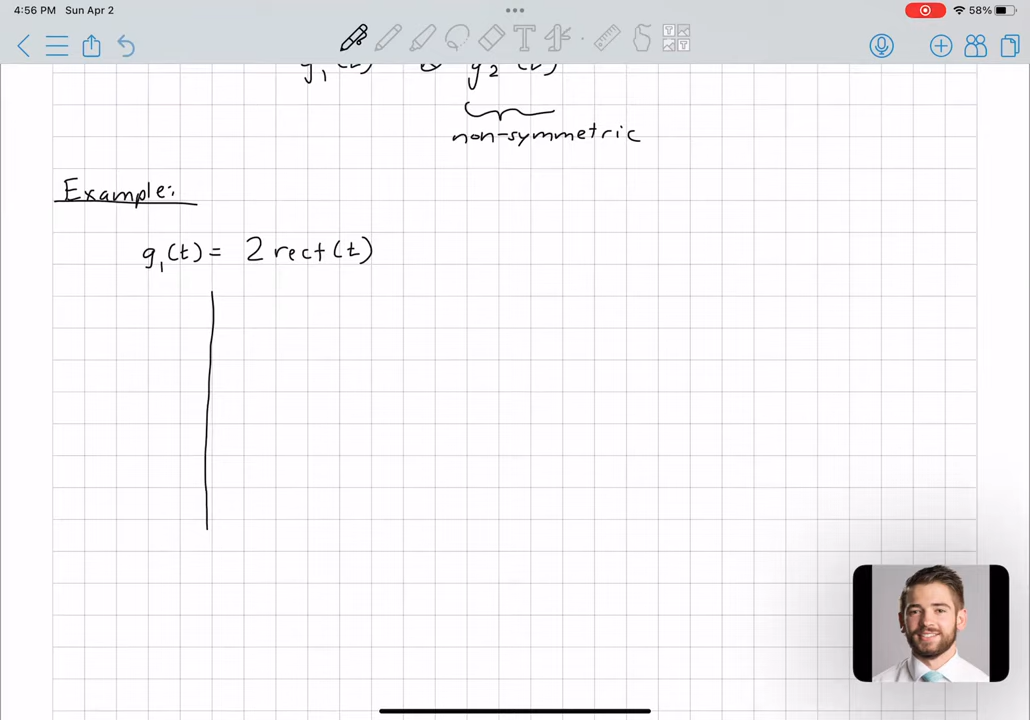 4:56 PM Sun Apr 2
58%
non-symmetric
Example:
g₁(t) = 2 rect(t)